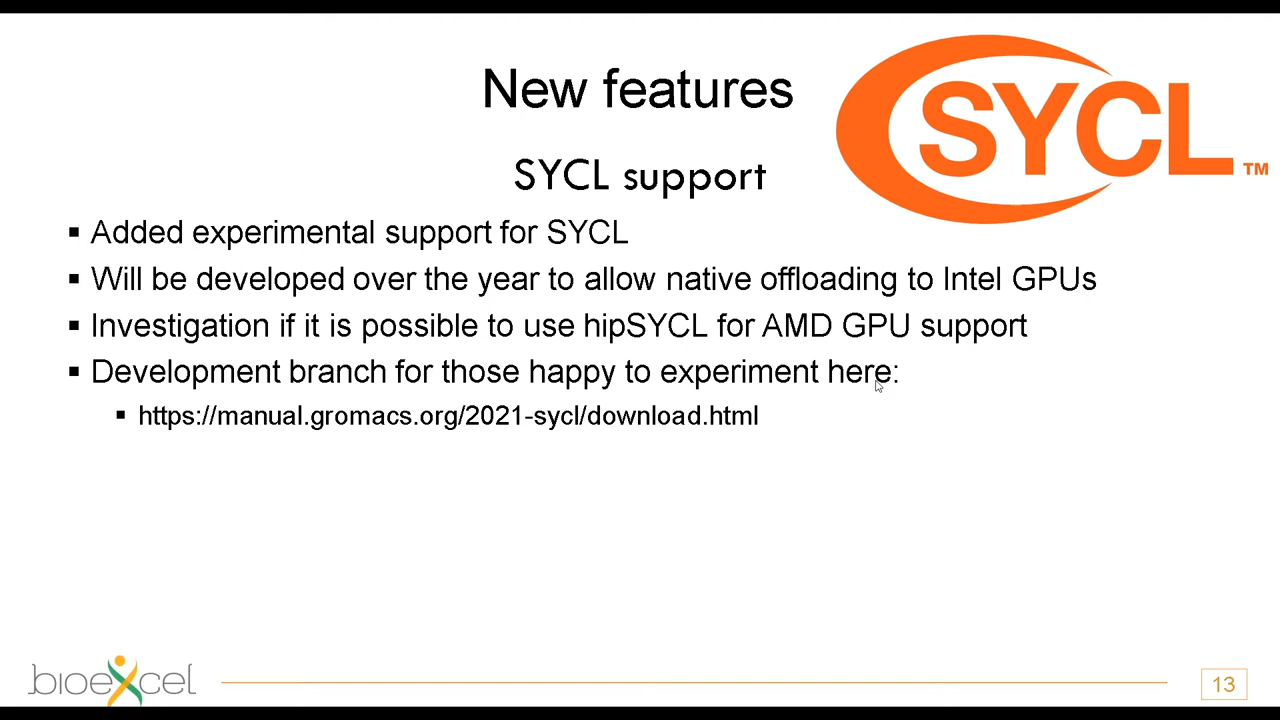 New features
SYCL™
SYCL support
▪ Added experimental support for SYCL
▪ Will be developed over the year to allow native offloading to Intel GPUs
▪ Investigation if it is possible to use hipSYCL for AMD GPU support
▪ Development branch for those happy to experiment here:
▪ https://manual.gromacs.org/2021-sycl/download.html
bioexcel
13